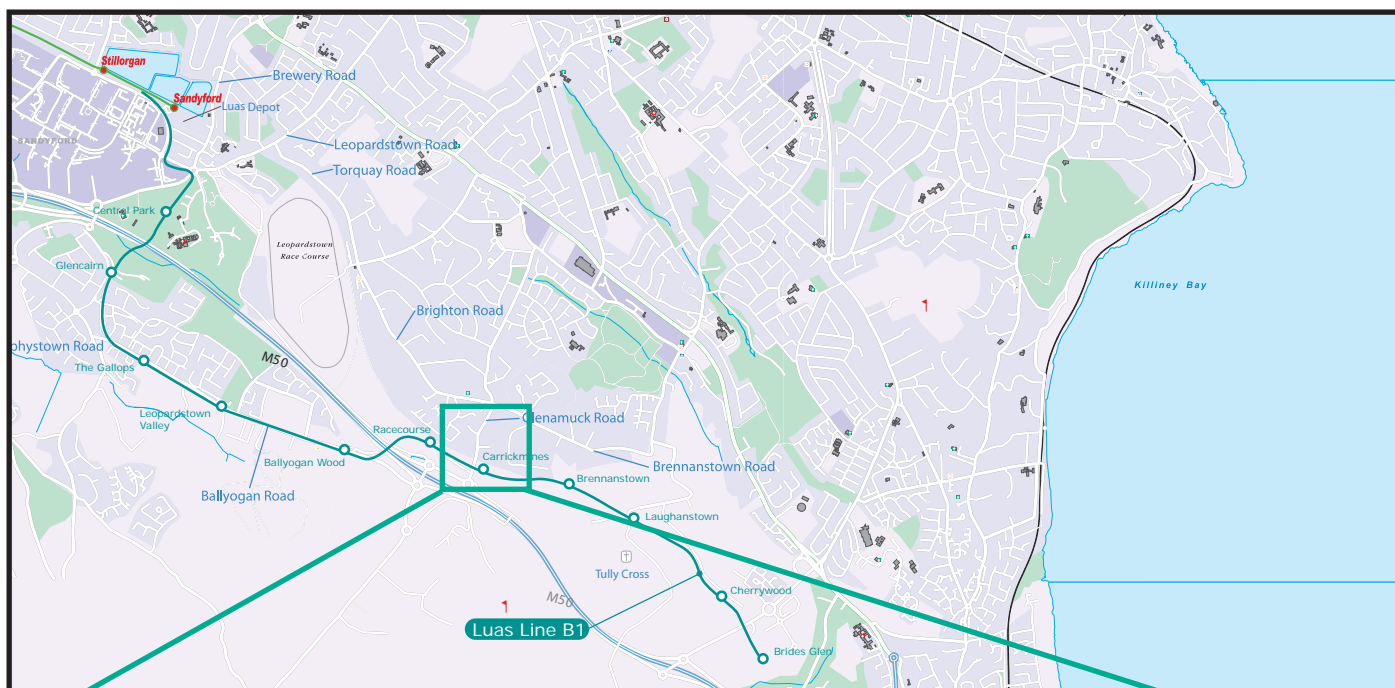 Stillorgan
Brewery Road
Sandyford
Luas Depot
SANDYFORD
Leopardstown Road
Torquay Road
Central Park
Leopardstown
Race Course
Glencairn
Killiney Bay
Brighton Road
phystown Road
M50
The Gallops
Leopardstown
Valley
Glenamuck Road
Racecourse
Carrickmines
Ballyogan Wood
Brennanstown Road
Brennanstown
Ballyogan Road
Laughanstown
Tully Cross
Cherrywood
M50
Luas Line B1
Brides Glen